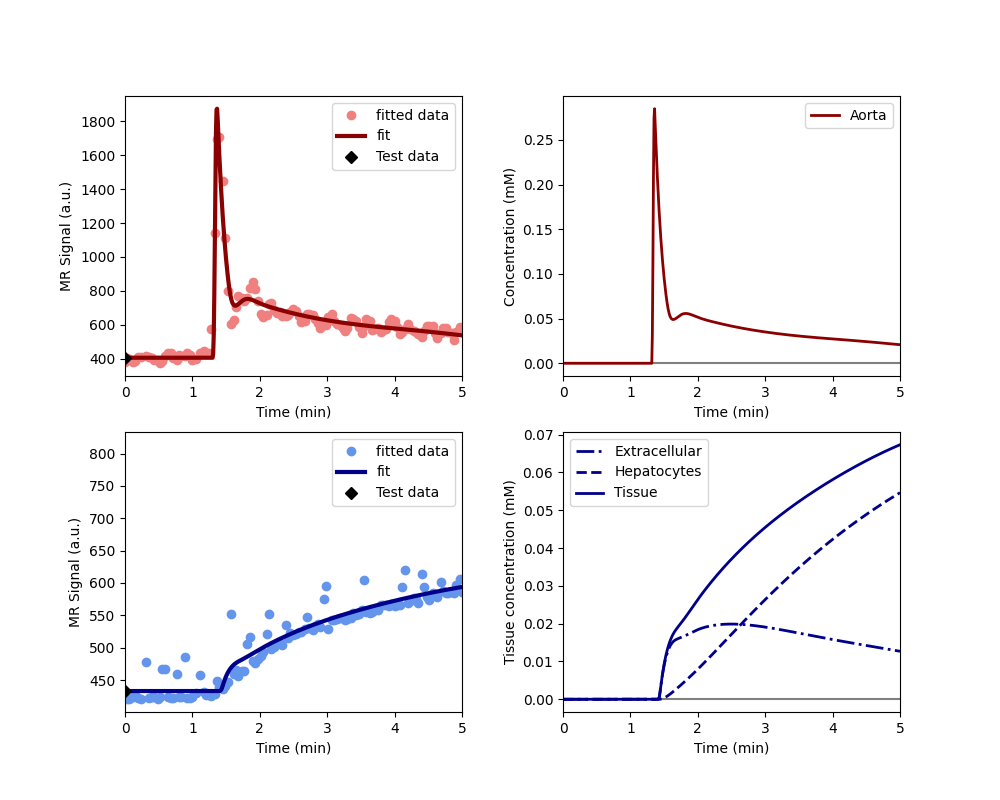 1800
1600
1400
1200
1000
800
600
400
MR Signal (a.u.)
fitted data
fit
Test data
0 1 2 3 4 5
Time (min)
0.25
0.20
0.15
0.10
0.05
0.00
Concentration (mM)
Aorta
0 1 2 3 4 5
Time (min)
800
750
700
650
600
550
500
450
MR Signal (a.u.)
fitted data
fit
Test data
0 1 2 3 4 5
Time (min)
0.07
0.06
0.05
0.04
0.03
0.02
0.01
0.00
Tissue concentration (mM)
Extracellular
Hepatocytes
Tissue
0 1 2 3 4 5
Time (min)